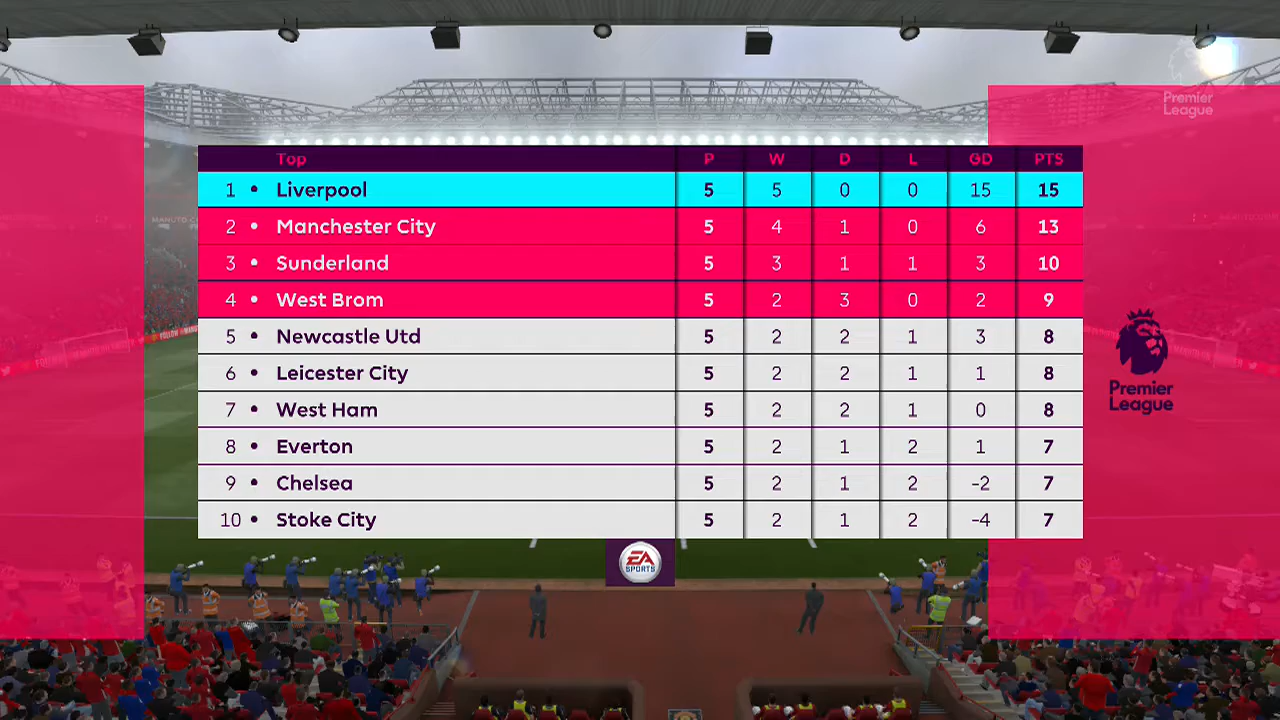 Premier
League
Top P W D L GD PTS
1 • Liverpool 5 5 0 0 15 15
2 • Manchester City 5 4 1 0 6 13
3 • Sunderland 5 3 1 1 3 10
4 • West Brom 5 2 3 0 2 9
5 • Newcastle Utd 5 2 2 1 3 8
6 • Leicester City 5 2 2 1 1 8
7 • West Ham 5 2 2 1 0 8
8 • Everton 5 2 1 2 1 7
9 • Chelsea 5 2 1 2 -2 7
10 • Stoke City 5 2 1 2 -4 7
Premier
League
EA
SPORTS